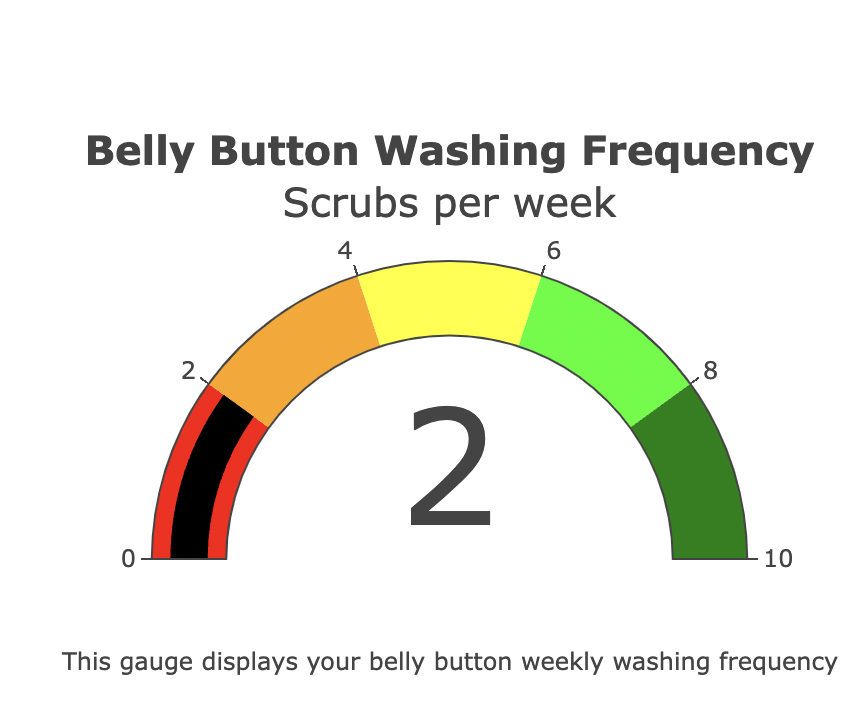 Belly Button Washing Frequency
Scrubs per week
4 6
2 8
2
0 10
This gauge displays your belly button weekly washing frequency